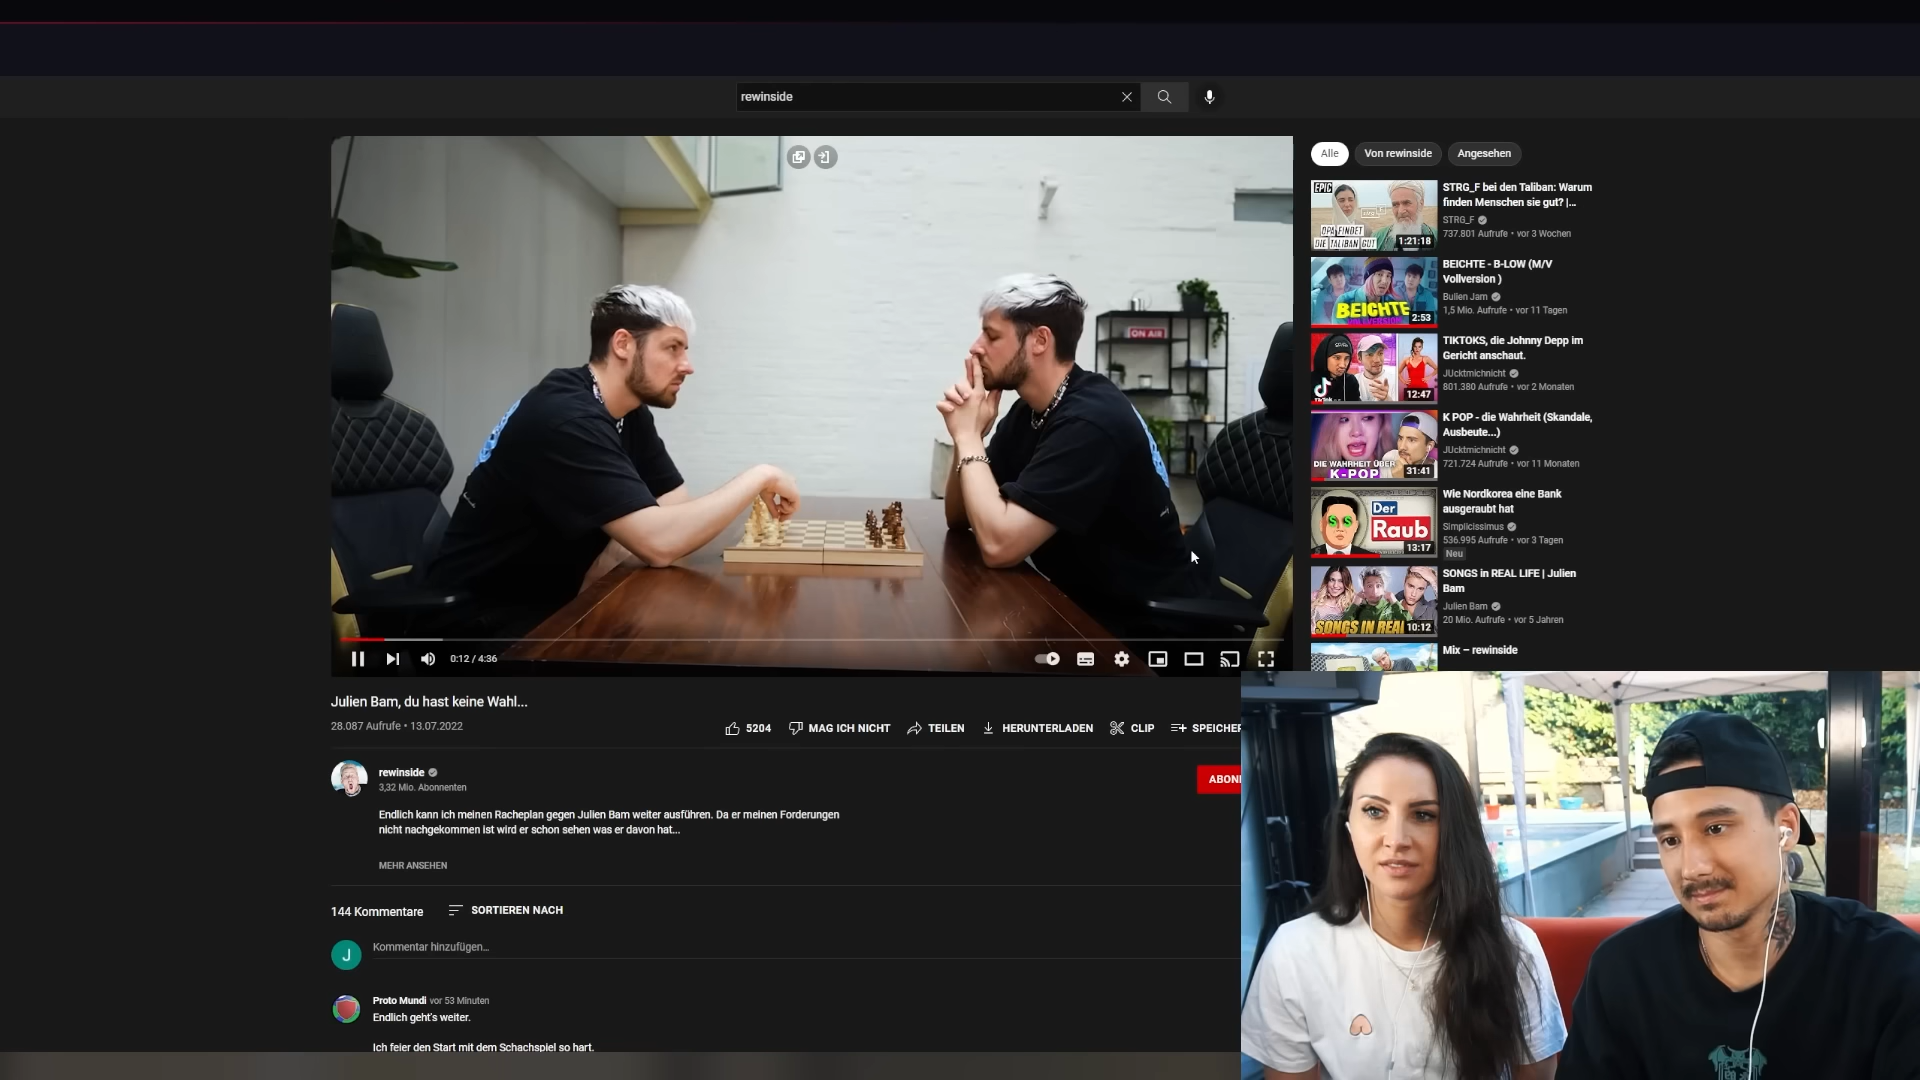 rewinside
ON AIR
0:12 / 4:36
Julien Bam, du hast keine Wahl...
28.087 Aufrufe • 13.07.2022
5204
MAG ICH NICHT
TEILEN
HERUNTERLADEN
CLIP
SPEICHER
rewinside
3,32 Mio. Abonnenten
ABON
Endlich kann ich meinen Racheplan gegen Julien Bam weiter ausführen. Da er meinen Forderungen
nicht nachgekommen ist wird er schon sehen was er davon hat...
MEHR ANSEHEN
144 Kommentare
SORTIEREN NACH
J
Kommentar hinzufügen...
Proto Mundi vor 53 Minuten
Endlich geht's weiter.
Ich feier den Start mit dem Schachspiel so hart.
Alle
Von rewinside
Angesehen
EPIC
OPA FINDET
DIE TALIBAN GUT
1:21:18
STRG_F bei den Taliban: Warum
finden Menschen sie gut? |...
STRG_F
737.801 Aufrufe • vor 3 Wochen
BEICHTE
2:53
BEICHTE - B-LOW (M/V
Vollversion )
Bulien Jam
1,5 Mio. Aufrufe • vor 11 Tagen
12:47
TIKTOKS, die Johnny Depp im
Gericht anschaut.
JUcktmichnicht
801.380 Aufrufe • vor 2 Monaten
DIE WAHRHEIT ÜBER
K-POP
31:41
K POP - die Wahrheit (Skandale,
Ausbeute...)
JUcktmichnicht
721.724 Aufrufe • vor 11 Monaten
Der
Raub
13:17
Wie Nordkorea eine Bank
ausgeraubt hat
Simplicissimus
536.995 Aufrufe • vor 3 Tagen
Neu
SONGS IN REAL
10:12
SONGS in REAL LIFE | Julien
Bam
Julien Bam
20 Mio. Aufrufe • vor 5 Jahren
Mix – rewinside